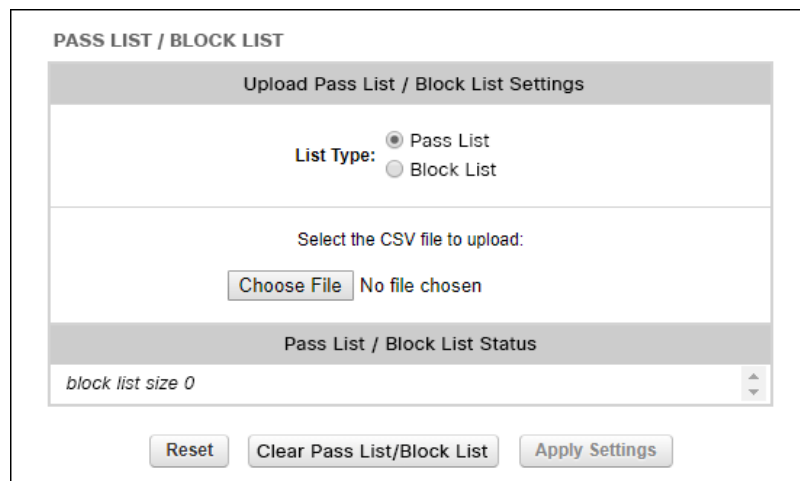 PASS LIST / BLOCK LIST
Upload Pass List / Block List Settings
List Type:
Pass List
Block List
Select the CSV file to upload:
Choose File No file chosen
Pass List / Block List Status
block list size 0
Reset Clear Pass List/Block List Apply Settings